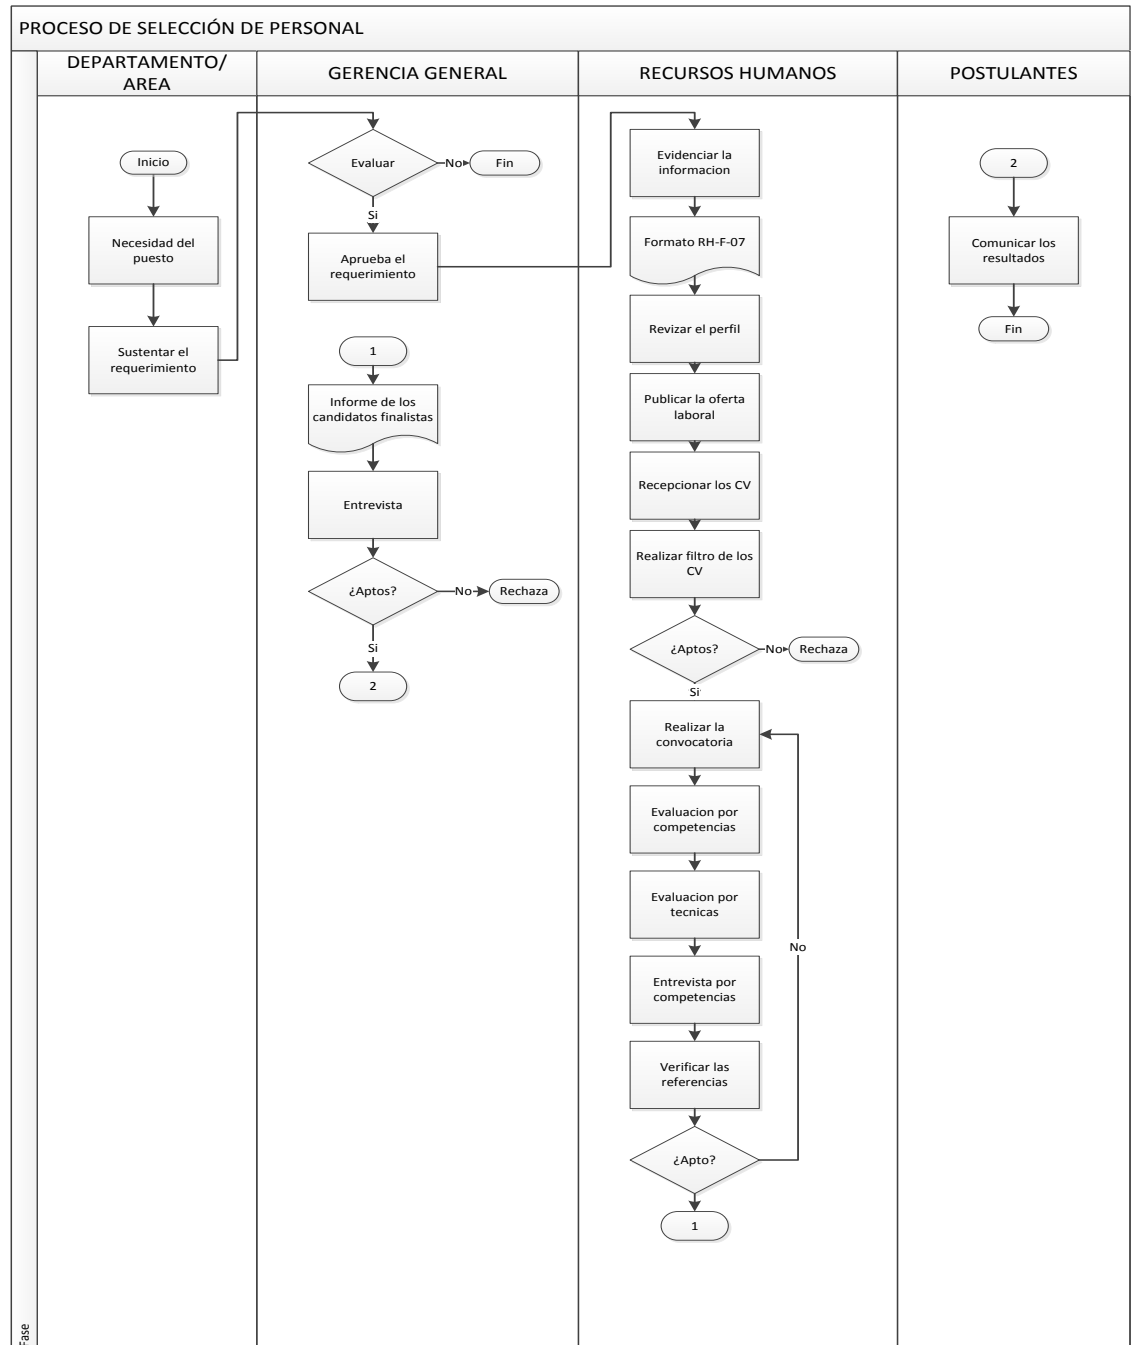 PROCESO DE SELECCIÓN DE PERSONAL
DEPARTAMENTO/
AREA
GERENCIA GENERAL
RECURSOS HUMANOS
POSTULANTES
Inicio
Necesidad del
puesto
Sustentar el
requerimiento
Evaluar
No
Fin
Si
Aprueba el
requerimiento
1
Informe de los
candidatos finalistas
Entrevista
¿Aptos?
No
Rechaza
Si
2
Evidenciar la
informacion
Formato RH-F-07
Revizar el perfil
Publicar la oferta
laboral
Recepcionar los CV
Realizar filtro de los
CV
¿Aptos?
No
Rechaza
Si
Realizar la
convocatoria
Evaluacion por
competencias
Evaluacion por
tecnicas
Entrevista por
competencias
Verificar las
referencias
¿Apto?
No
1
2
Comunicar los
resultados
Fin
Fase